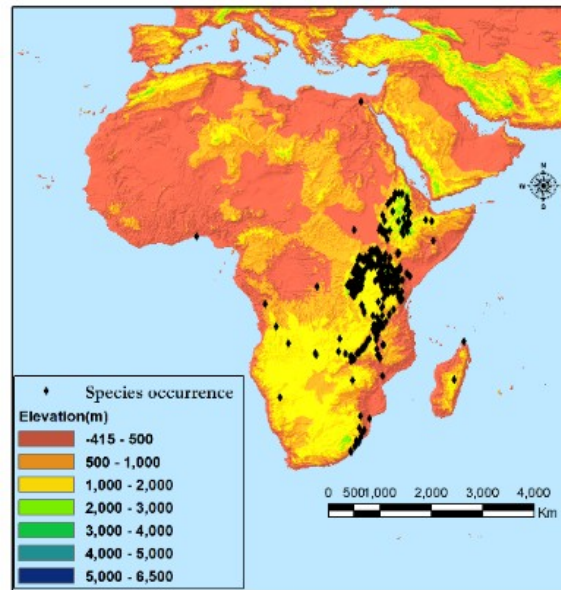 N
W
E
S
Species occurrence
Elevation(m)
-415 - 500
500 - 1,000
1,000 - 2,000
2,000 - 3,000
3,000 - 4,000
4,000 - 5,000
5,000 - 6,500
0 5001,000 2,000 3,000 4,000
Km